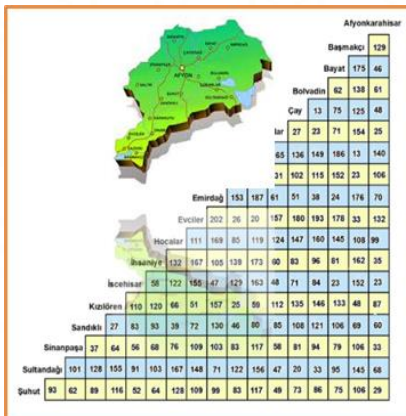 Afyonkarahisar
Başmakçı 129
Bayat 175 46
Bolvadin 62 138 61
Çay 13 75 125 48
lar 27 23 71 154 25
65 136 149 186 13 140
31 102 115 152 23 106
Emirdağ 153 187 61 51 38 24 176 70
Evciler 202 26 20 157 180 193 178 33 132
Hocalar 111 169 85 119 124 147 160 145 108 99
İhsaniye 132 167 105 139 173 60 83 96 81 162 35
İscehisar 58 122 155 47 129 163 48 71 84 23 152 23
Kızılören 110 120 66 51 157 25 59 112 135 146 133 48 87
Sandıklı 27 83 93 39 72 130 46 80 85 108 121 106 69 60
Sinanpaşa 37 64 56 68 76 109 103 83 117 58 81 94 79 106 33
Sultandağı 101 128 155 91 103 167 148 71 122 156 47 20 33 95 145 68
Şuhut 93 62 89 116 52 64 128 109 99 83 117 49 73 86 75 106 29
AFYON